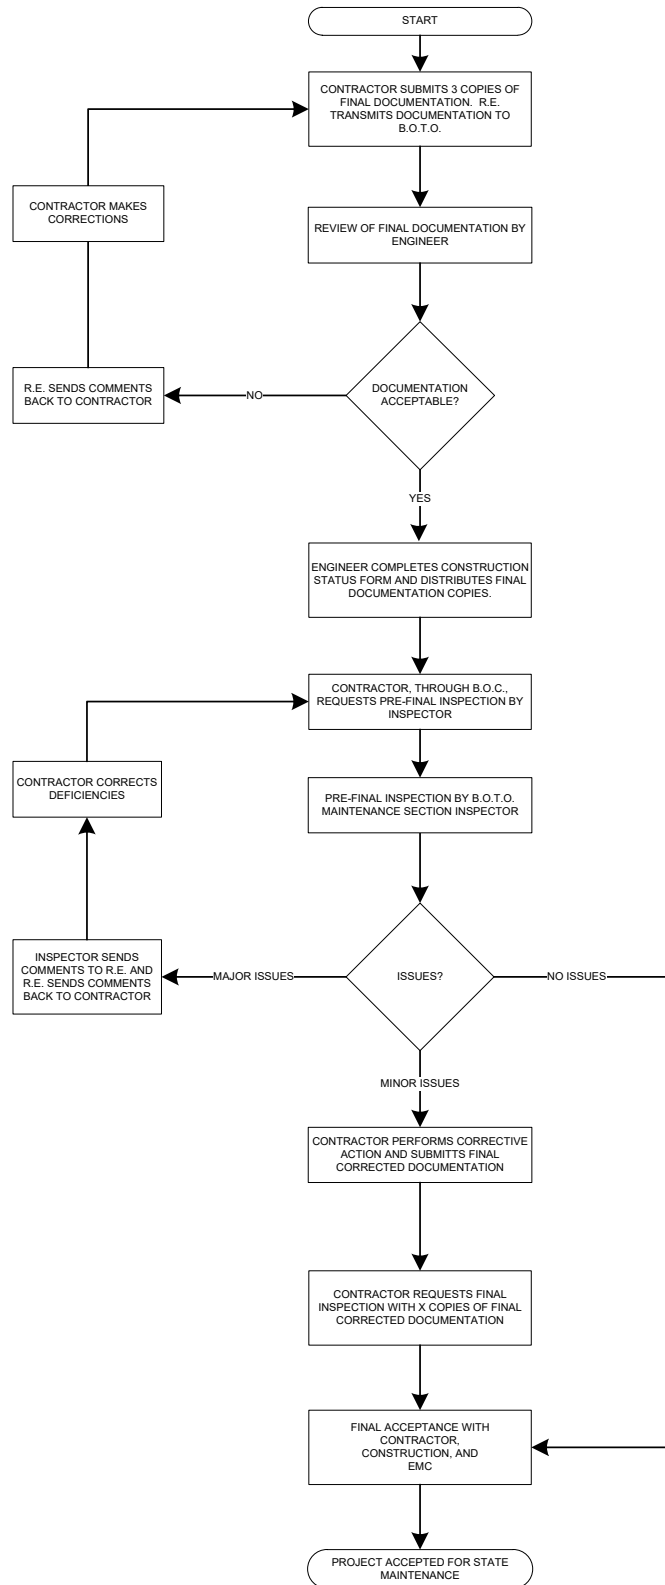 START
CONTRACTOR SUBMITS 3 COPIES OF
FINAL DOCUMENTATION. R.E.
TRANSMITS DOCUMENTATION TO
B.O.T.O.
CONTRACTOR MAKES
CORRECTIONS
REVIEW OF FINAL DOCUMENTATION BY
ENGINEER
R.E. SENDS COMMENTS
BACK TO CONTRACTOR
NO
DOCUMENTATION
ACCEPTABLE?
YES
ENGINEER COMPLETES CONSTRUCTION
STATUS FORM AND DISTRIBUTES FINAL
DOCUMENTATION COPIES.
CONTRACTOR, THROUGH B.O.C.,
REQUESTS PRE-FINAL INSPECTION BY
INSPECTOR
CONTRACTOR CORRECTS
DEFICIENCIES
PRE-FINAL INSPECTION BY B.O.T.O.
MAINTENANCE SECTION INSPECTOR
INSPECTOR SENDS
COMMENTS TO R.E. AND
R.E. SENDS COMMENTS
BACK TO CONTRACTOR
MAJOR ISSUES
ISSUES?
NO ISSUES
MINOR ISSUES
CONTRACTOR PERFORMS CORRECTIVE
ACTION AND SUBMITTS FINAL
CORRECTED DOCUMENTATION
CONTRACTOR REQUESTS FINAL
INSPECTION WITH X COPIES OF FINAL
CORRECTED DOCUMENTATION
FINAL ACCEPTANCE WITH
CONTRACTOR,
CONSTRUCTION, AND
EMC
PROJECT ACCEPTED FOR STATE
MAINTENANCE